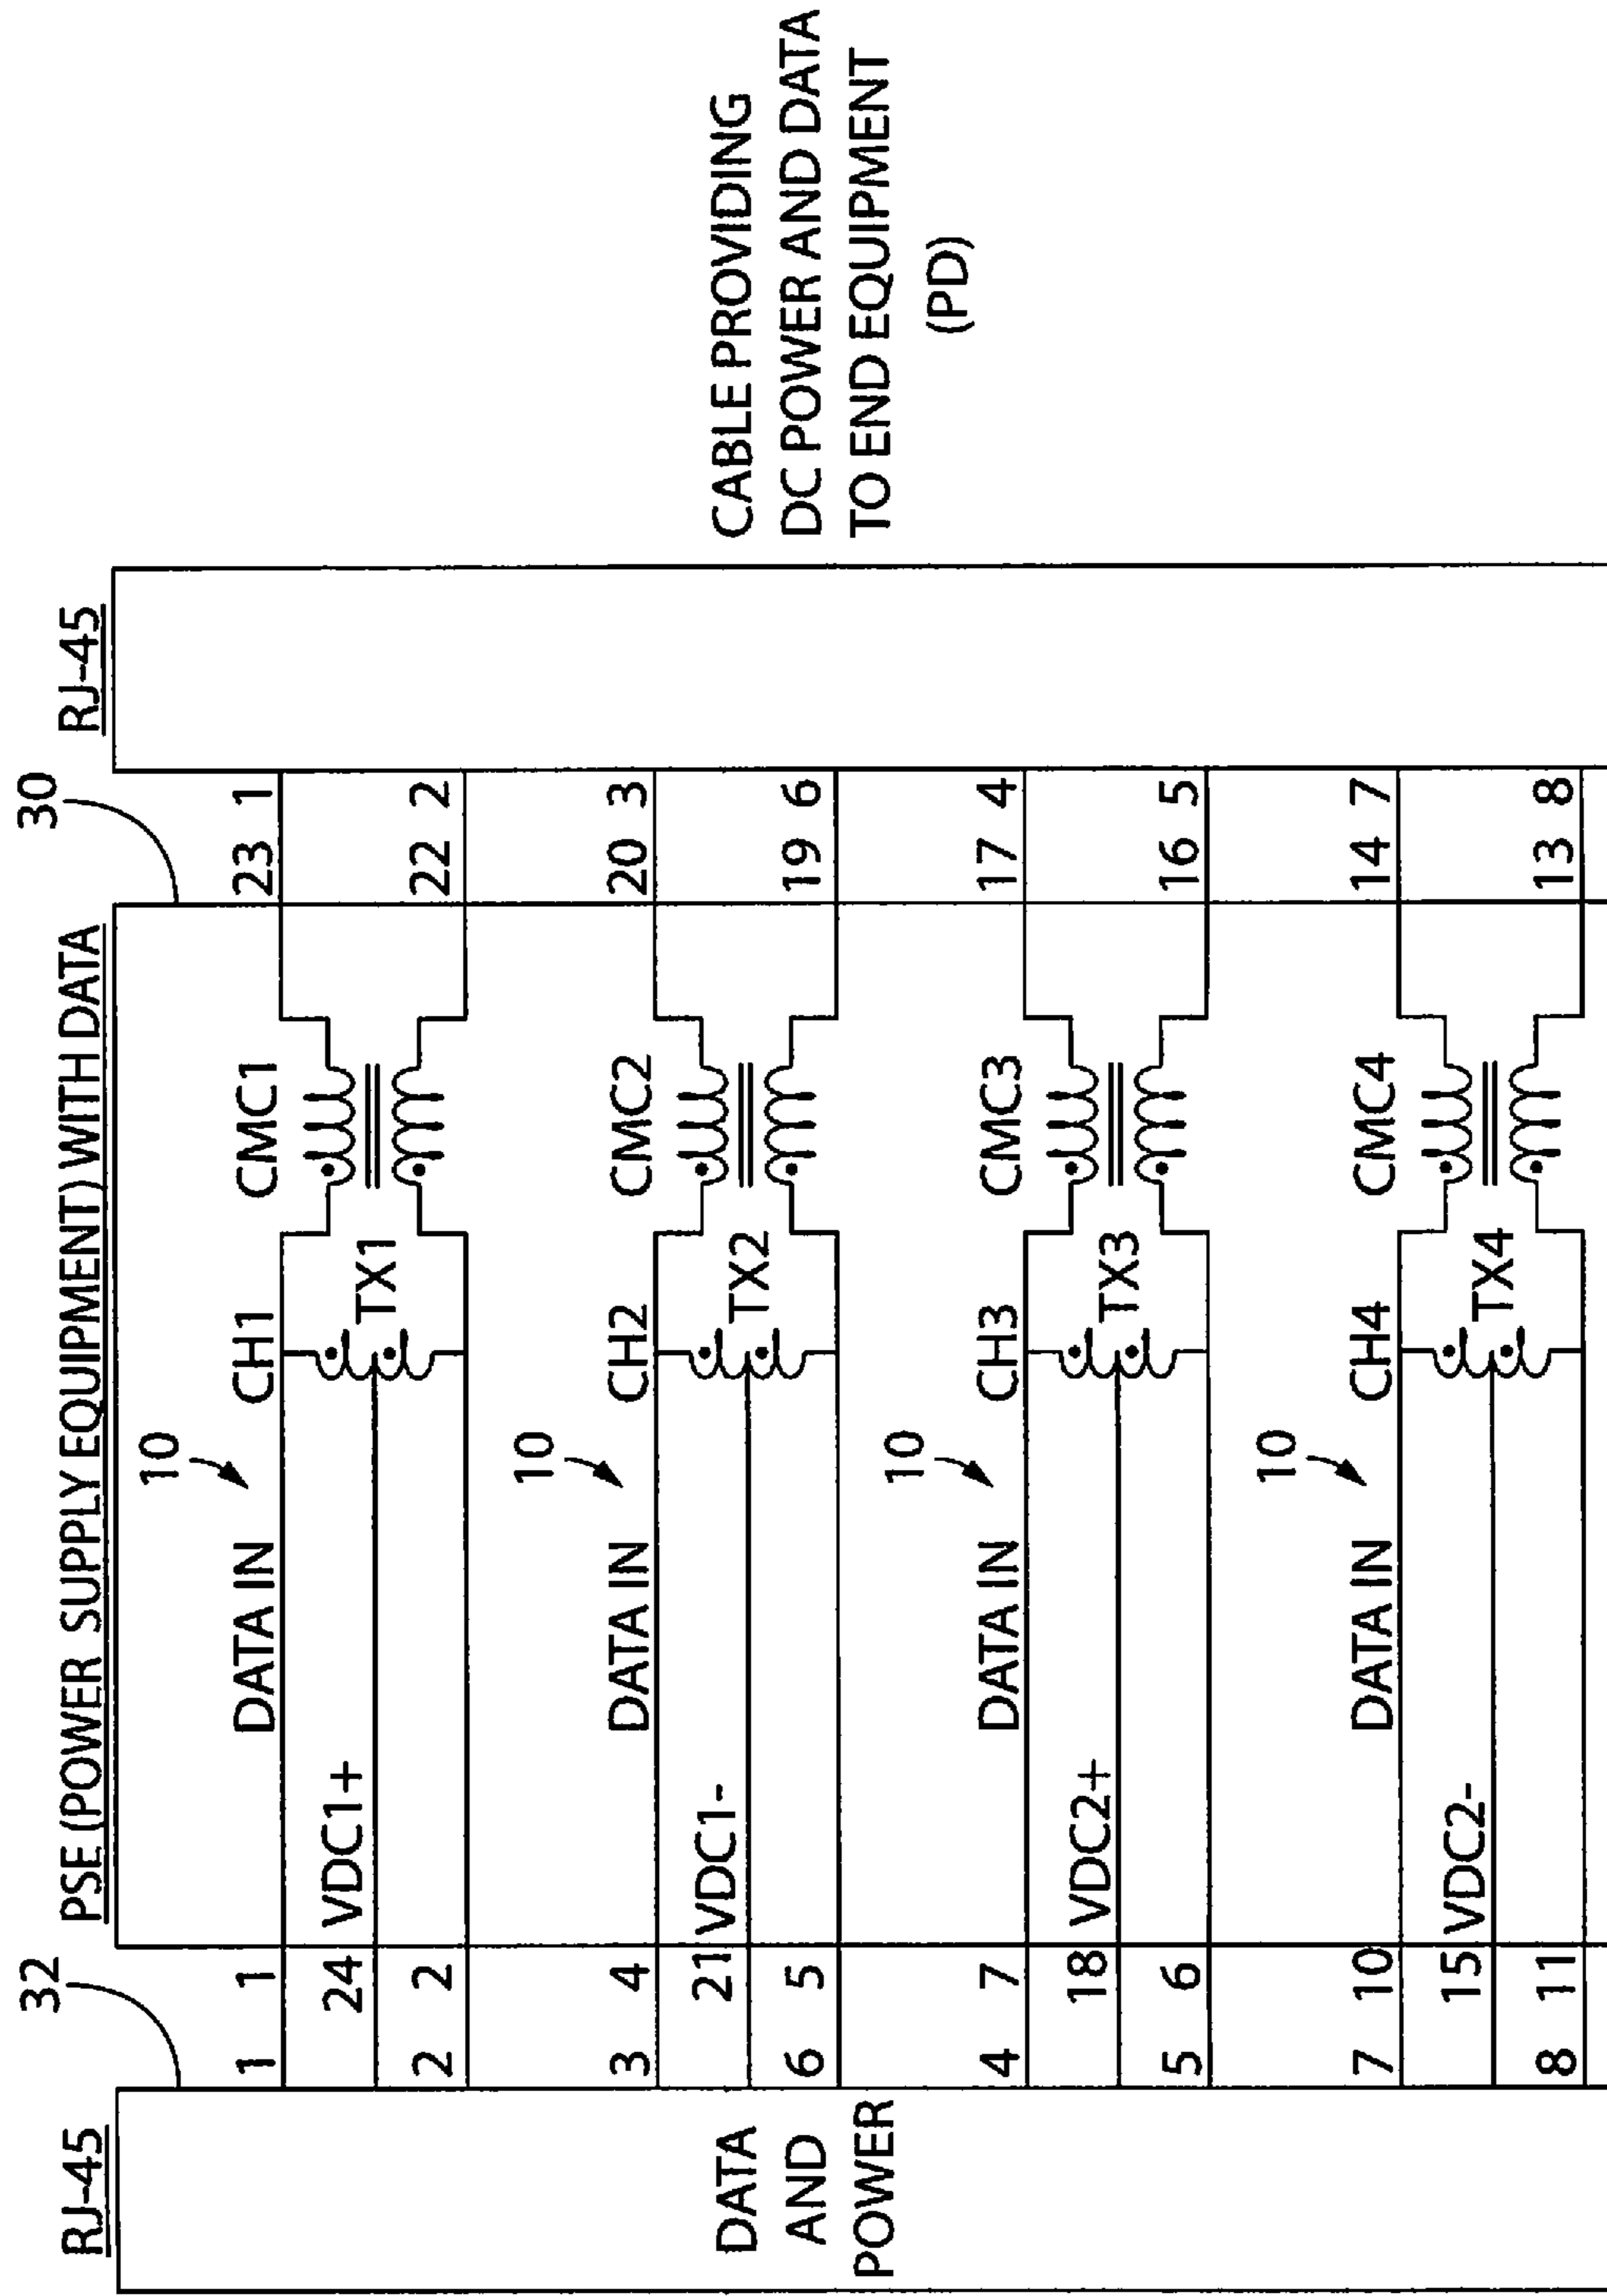 RJ-45
32
PSE (POWER SUPPLY EQUIPMENT) WITH DATA
30
RJ-45
10
1 1
DATA IN
CH1
CMC1
23 1
24 VDC1+
TX1
2 2
22 2
10
3 4
DATA IN
CH2
CMC2
20 3
21 VDC1-
TX2
6 5
19 6
DATA
AND
POWER
CABLE PROVIDING
DC POWER AND DATA
TO END EQUIPMENT
(PD)
10
4 7
DATA IN
CH3
CMC3
17 4
18 VDC2+
TX3
5 6
16 5
10
7 10
DATA IN
CH4
CMC4
14 7
15 VDC2-
TX4
8 11
13 8